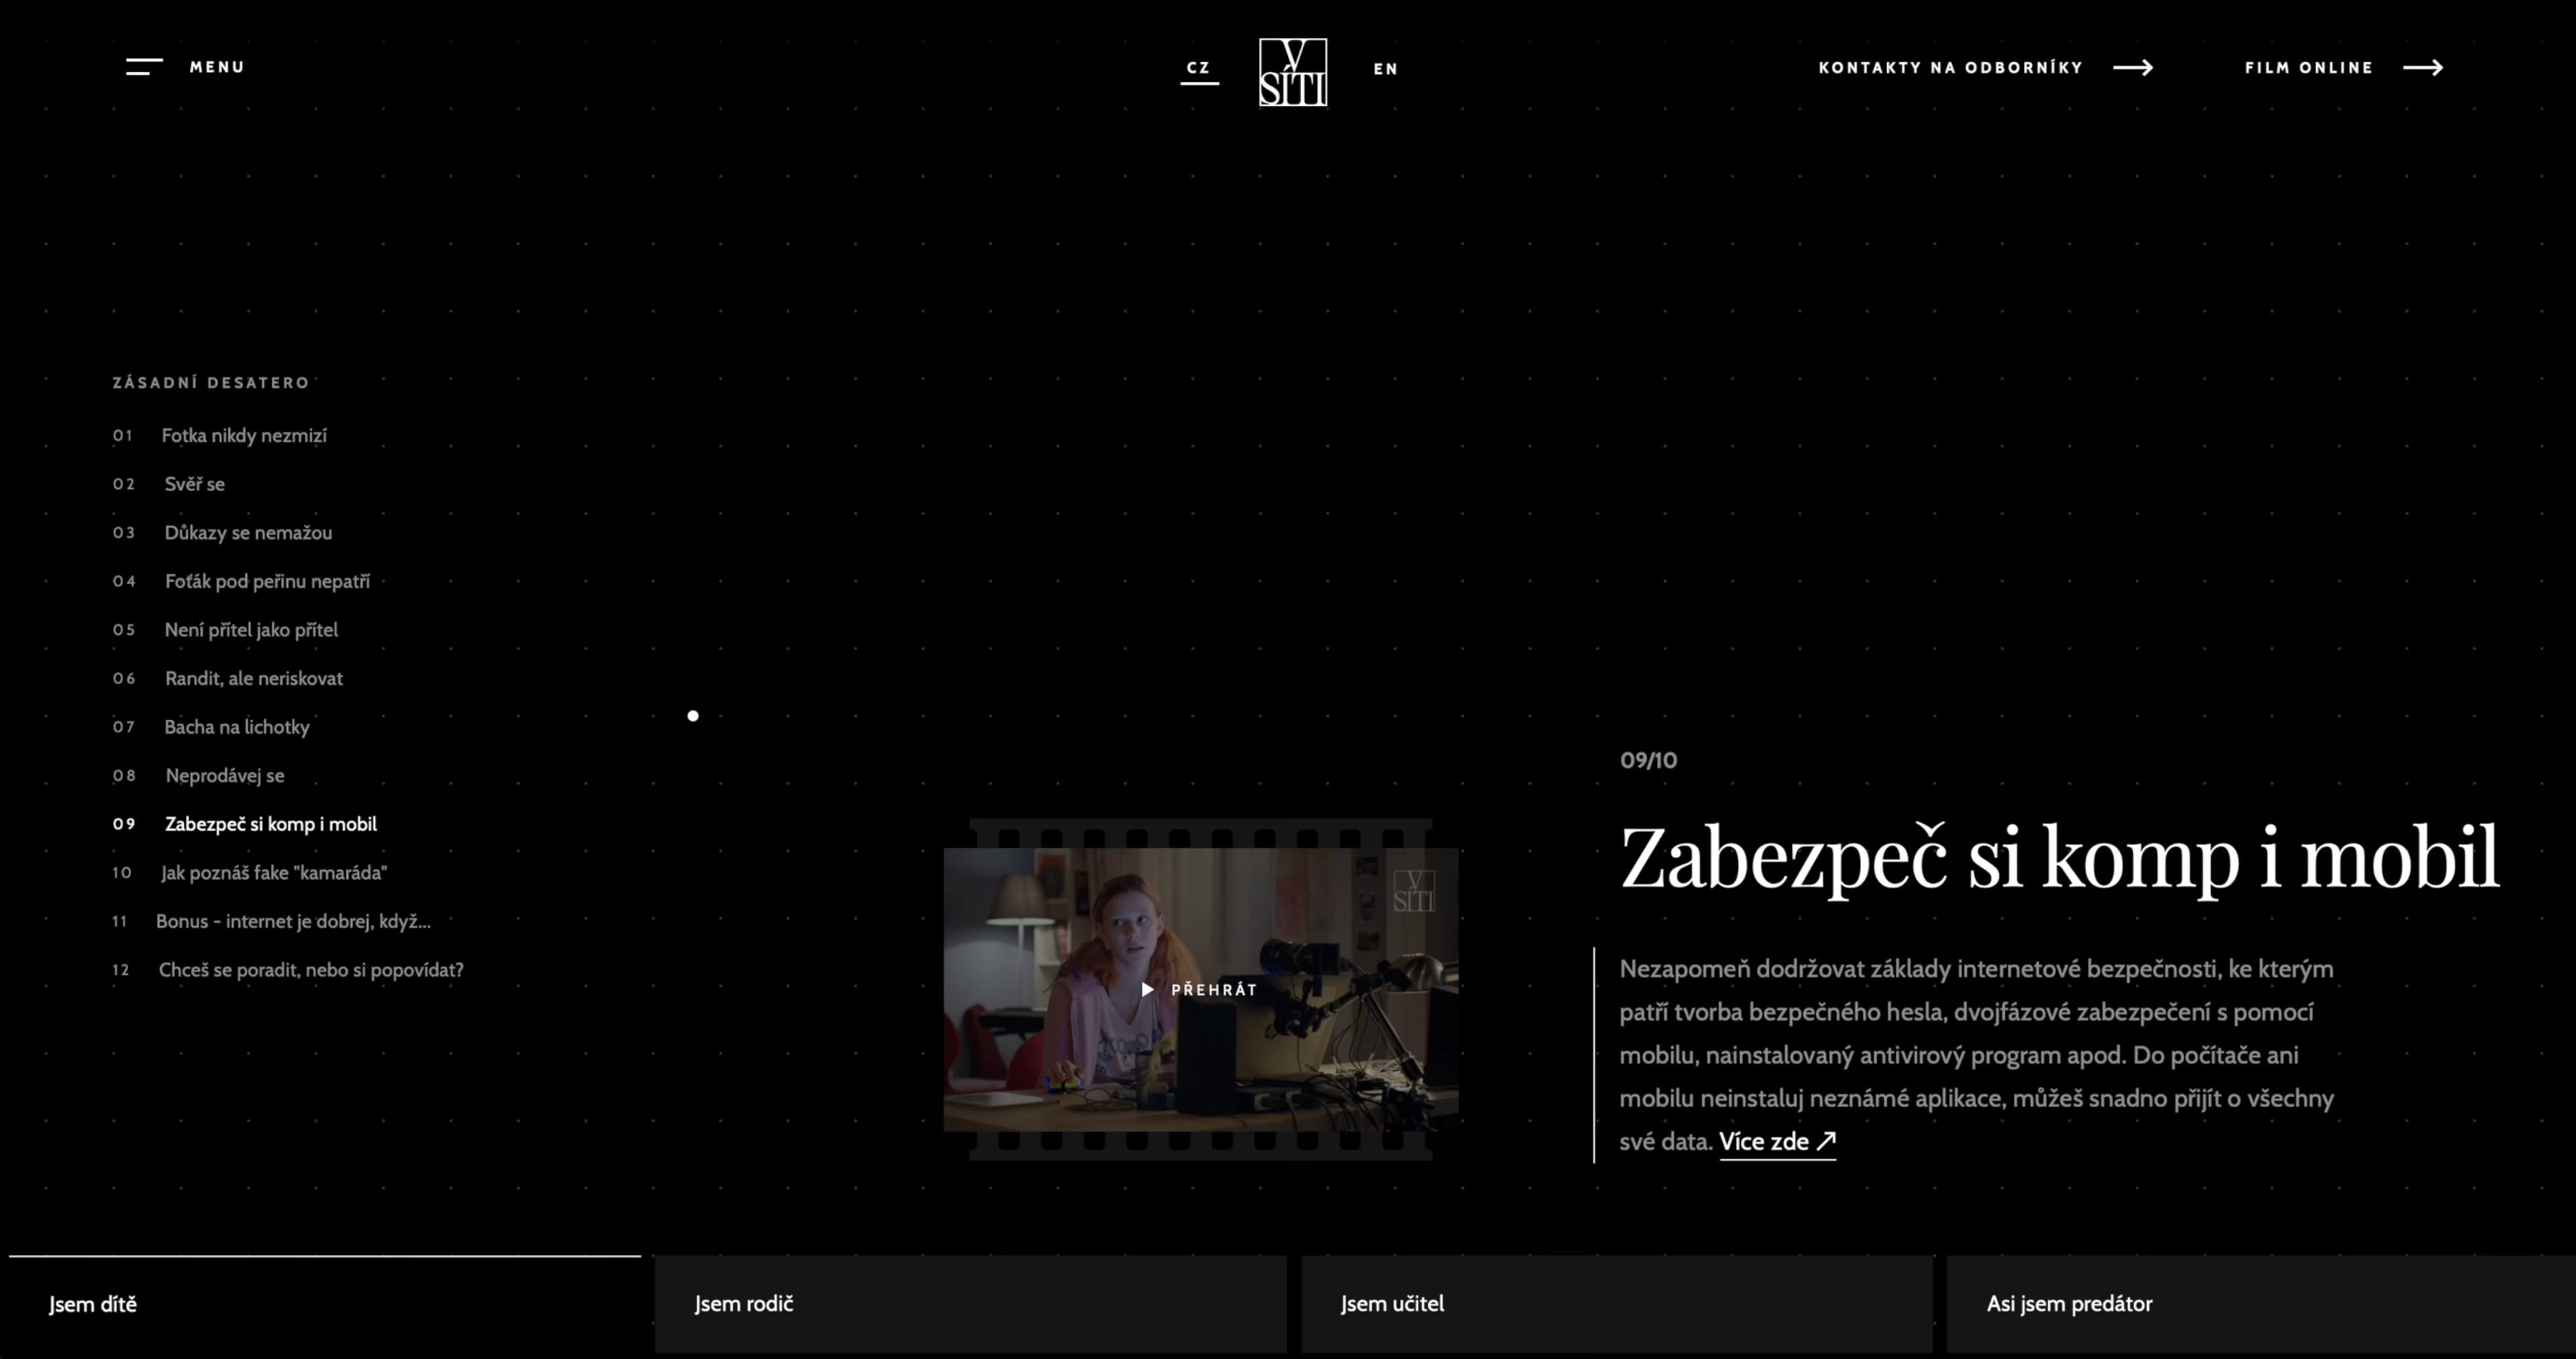 MENU
CZ
V
SÍTI
EN
KONTAKTY NA ODBORNÍKY
FILM ONLINE
ZÁSADNÍ DESATERO
01 Fotka nikdy nezmizí
02 Svěř se
03 Důkazy se nemažou
04 Foťák pod peřinu nepatří
05 Není přítel jako přítel
06 Randit, ale neriskovat
07 Bacha na lichotky
08 Neprodávej se
09 Zabezpeč si komp i mobil
10 Jak poznáš fake "kamaráda"
11 Bonus - internet je dobrej, když...
12 Chceš se poradit, nebo si popovídat?
V
SÍTI
PŘEHRÁT
09/10
Zabezpeč si komp i mobil
Nezapomeň dodržovat základy internetové bezpečnosti, ke kterým
patří tvorba bezpečného hesla, dvojfázové zabezpečení s pomocí
mobilu, nainstalovaný antivirový program apod. Do počítače ani
mobilu neinstaluj neznámé aplikace, můžeš snadno přijít o všechny
své data. Více zde
Jsem dítě
Jsem rodič
Jsem učitel
Asi jsem predátor